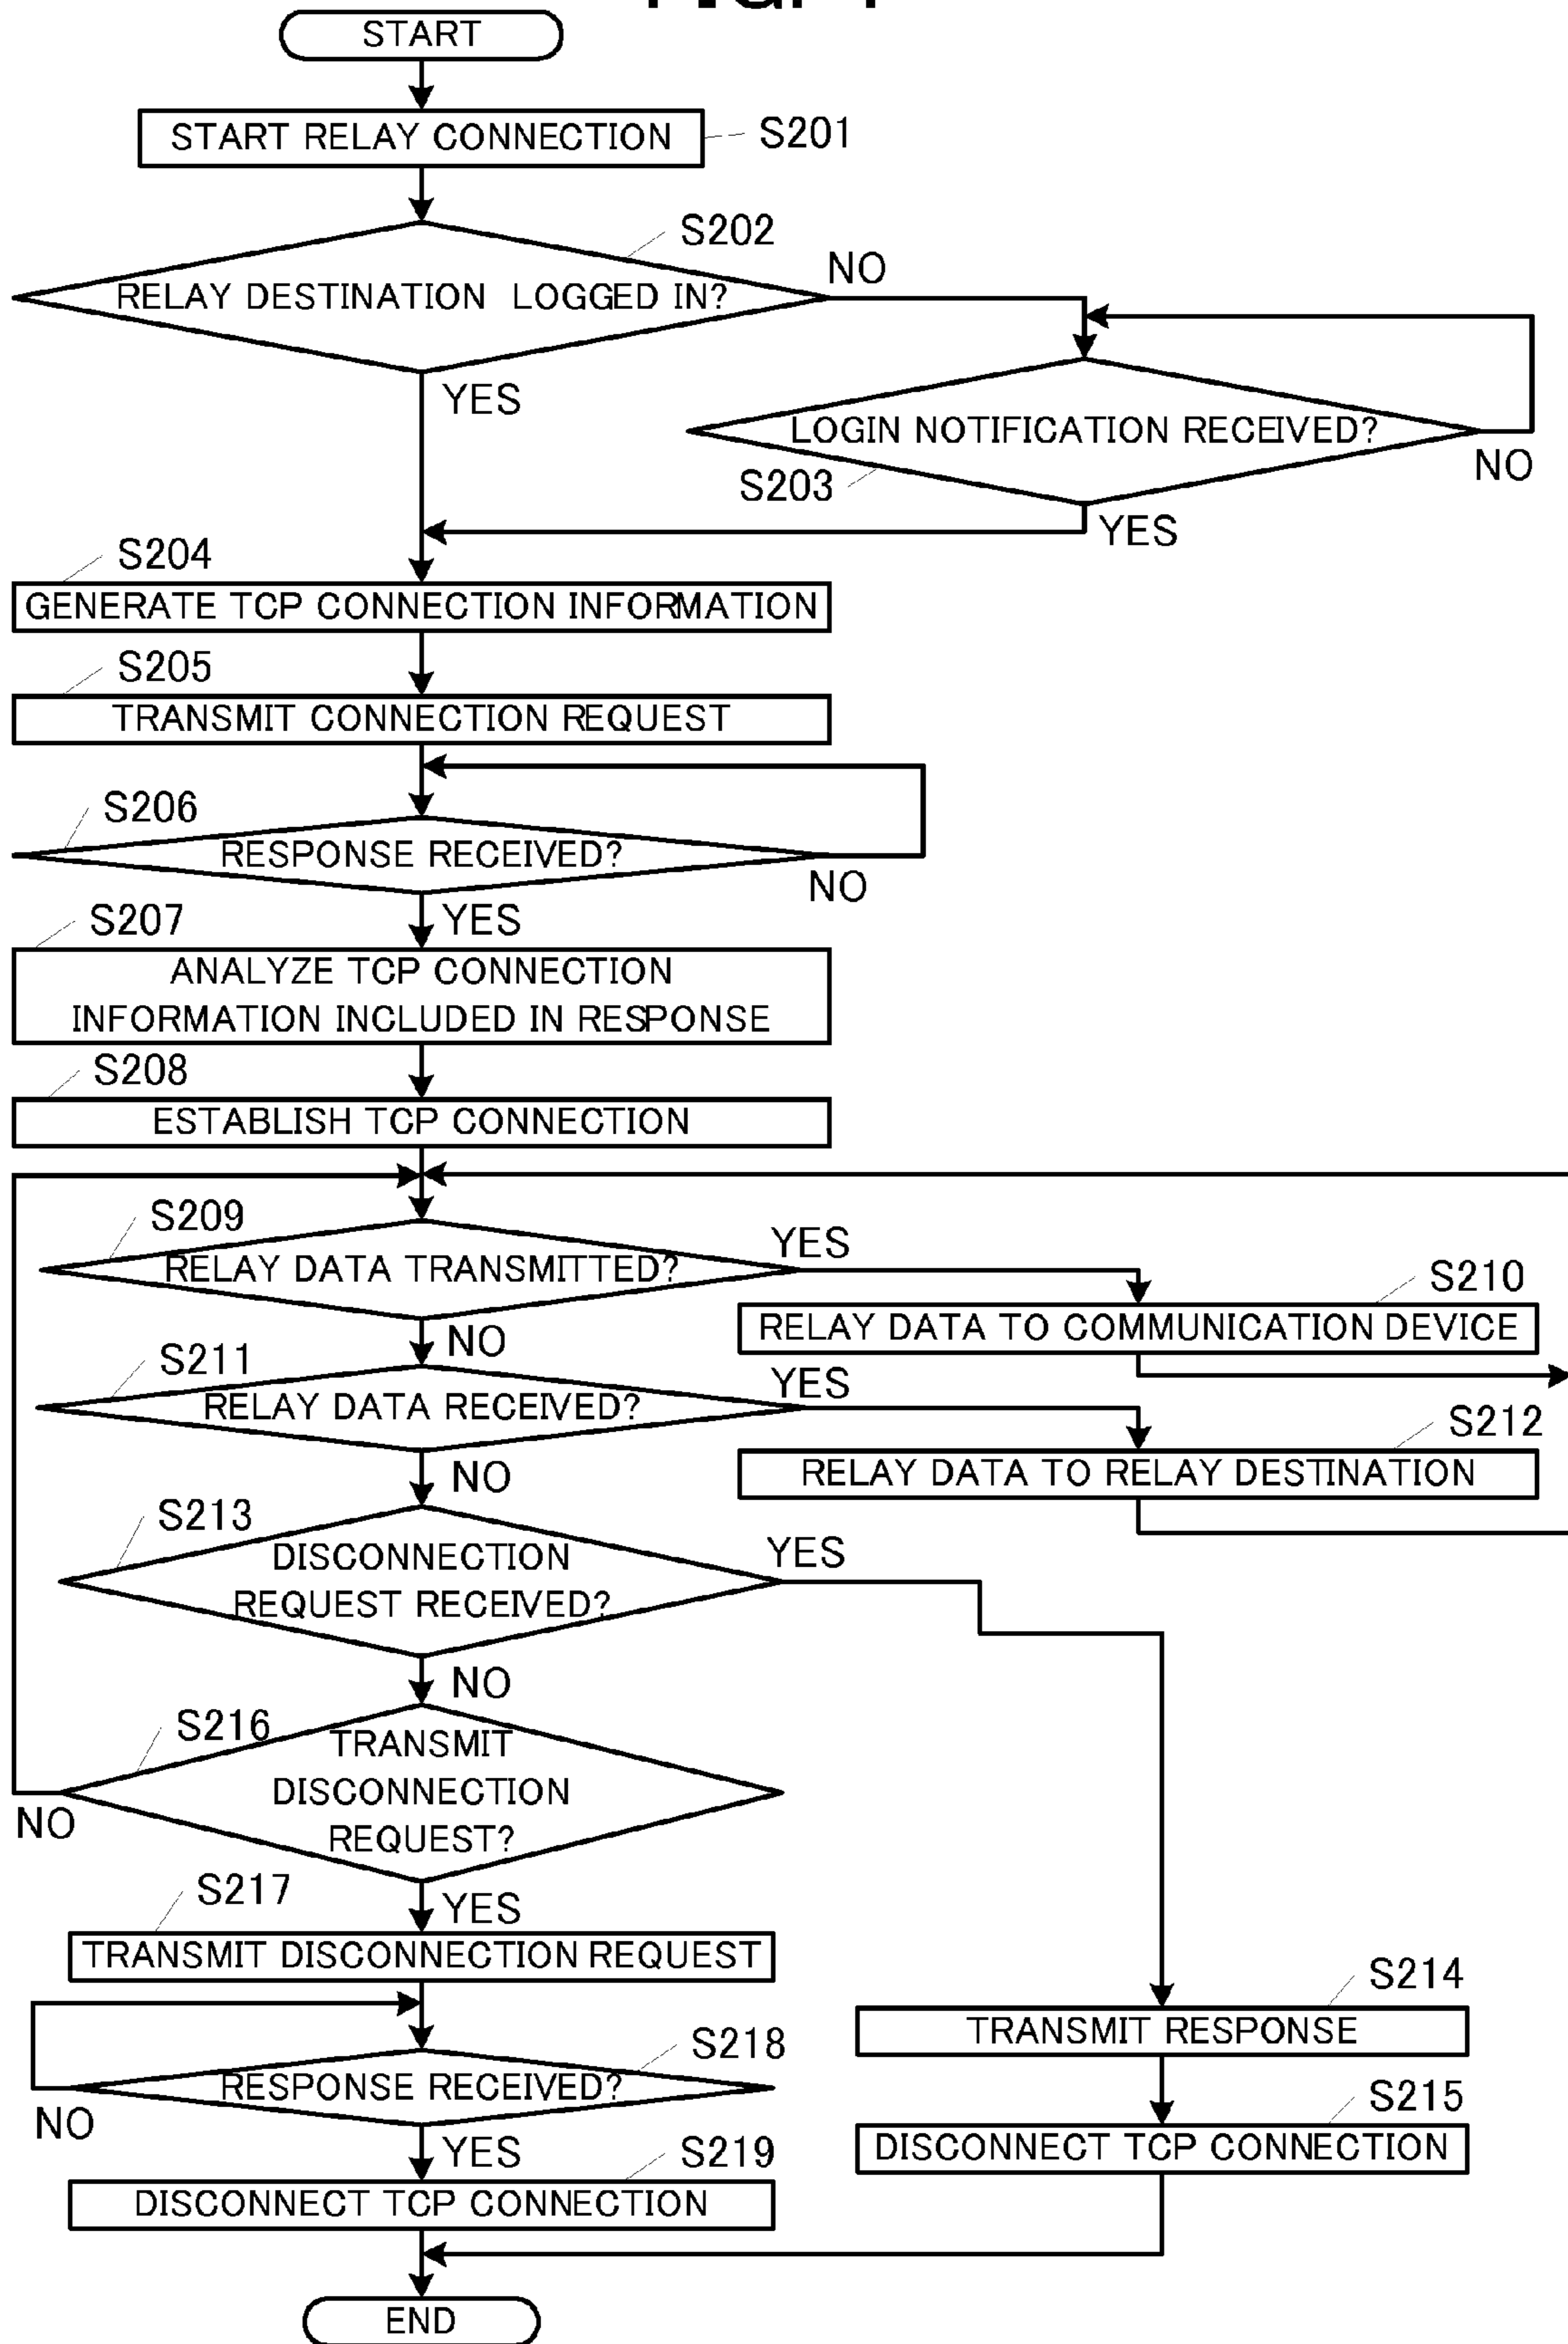 START
START RELAY CONNECTION
S201
S202
RELAY DESTINATION LOGGED IN?
NO
YES
LOGIN NOTIFICATION RECEIVED?
NO
S203
YES
S204
GENERATE TCP CONNECTION INFORMATION
S205
TRANSMIT CONNECTION REQUEST
S206
RESPONSE RECEIVED?
NO
YES
S207
ANALYZE TCP CONNECTION
INFORMATION INCLUDED IN RESPONSE
S208
ESTABLISH TCP CONNECTION
S209
RELAY DATA TRANSMITTED?
YES
S210
RELAY DATA TO COMMUNICATION DEVICE
NO
S211
RELAY DATA RECEIVED?
YES
S212
RELAY DATA TO RELAY DESTINATION
NO
S213
DISCONNECTION
REQUEST RECEIVED?
YES
NO
S216
TRANSMIT
DISCONNECTION
REQUEST?
NO
YES
S217
TRANSMIT DISCONNECTION REQUEST
S214
TRANSMIT RESPONSE
S218
RESPONSE RECEIVED?
NO
YES
S215
DISCONNECT TCP CONNECTION
S219
DISCONNECT TCP CONNECTION
END